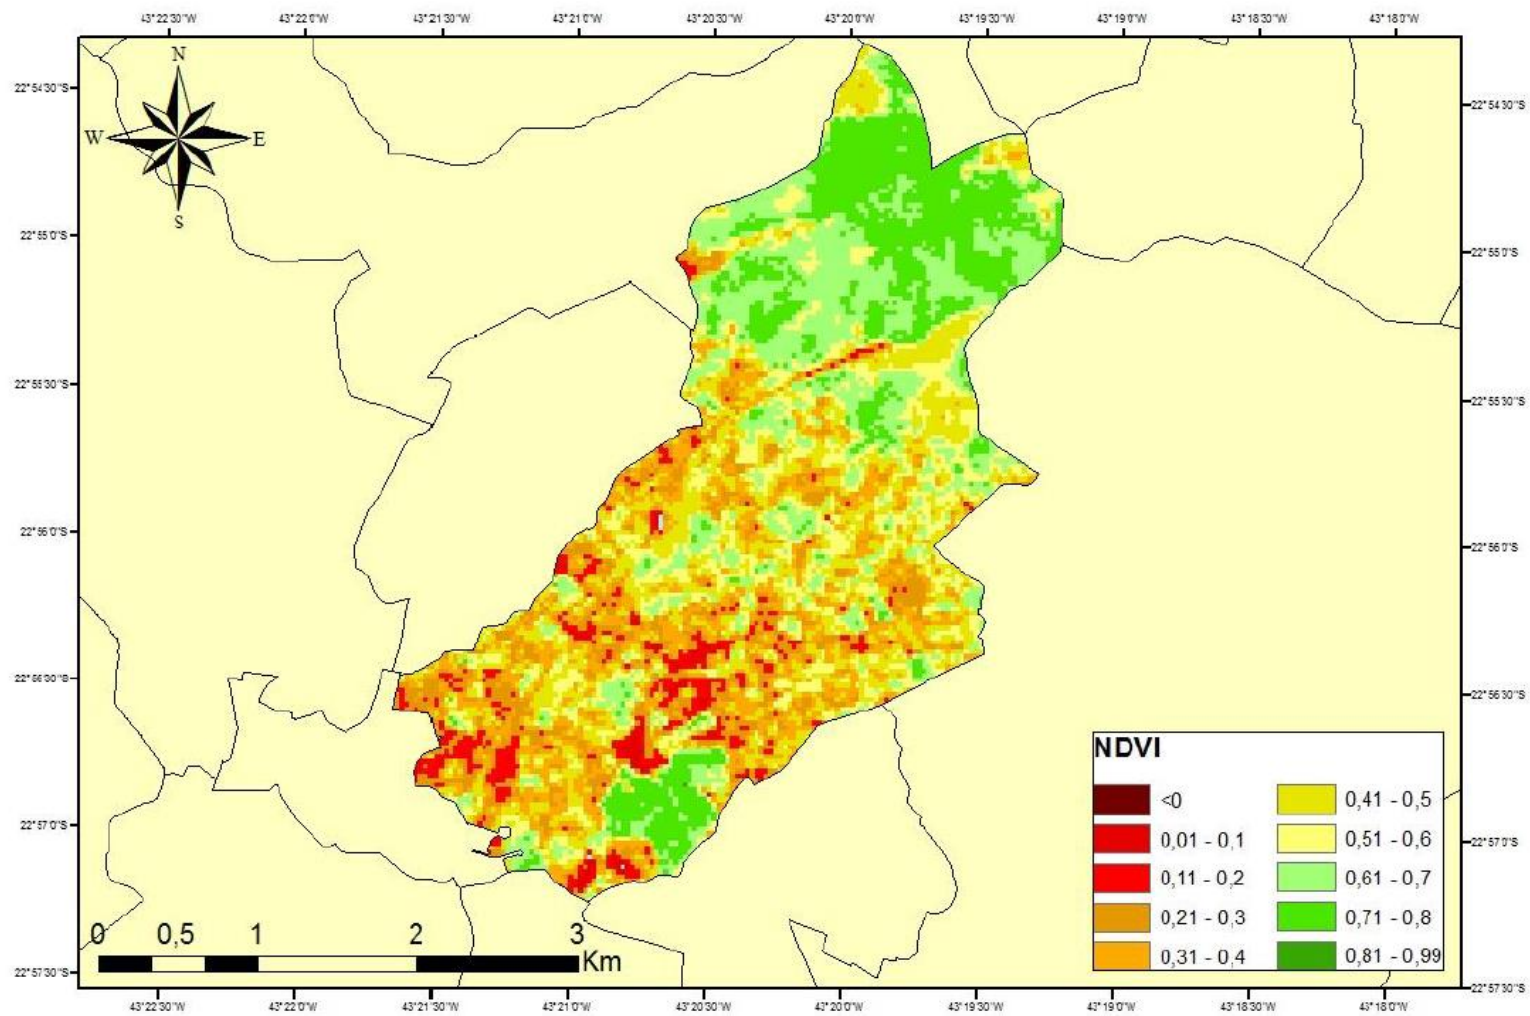 43°22'30"W 43°22'0"W 43°21'30"W 43°21'0"W 43°20'30"W 43°20'0"W 43°19'30"W 43°19'0"W 43°18'30"W 43°18'0"W
N
W E
S
22°54'30"S 22°54'30"S
22°55'0"S 22°55'0"S
22°55'30"S 22°55'30"S
22°56'0"S 22°56'0"S
22°56'30"S 22°56'30"S
22°57'0"S 22°57'0"S
22°57'30"S 22°57'30"S
NDVI
<0 0,41 - 0,5
0,01 - 0,1 0,51 - 0,6
0,11 - 0,2 0,61 - 0,7
0,21 - 0,3 0,71 - 0,8
0,31 - 0,4 0,81 - 0,99
0 0,5 1 2 3
Km
43°22'30"W 43°22'0"W 43°21'30"W 43°21'0"W 43°20'30"W 43°20'0"W 43°19'30"W 43°19'0"W 43°18'30"W 43°18'0"W